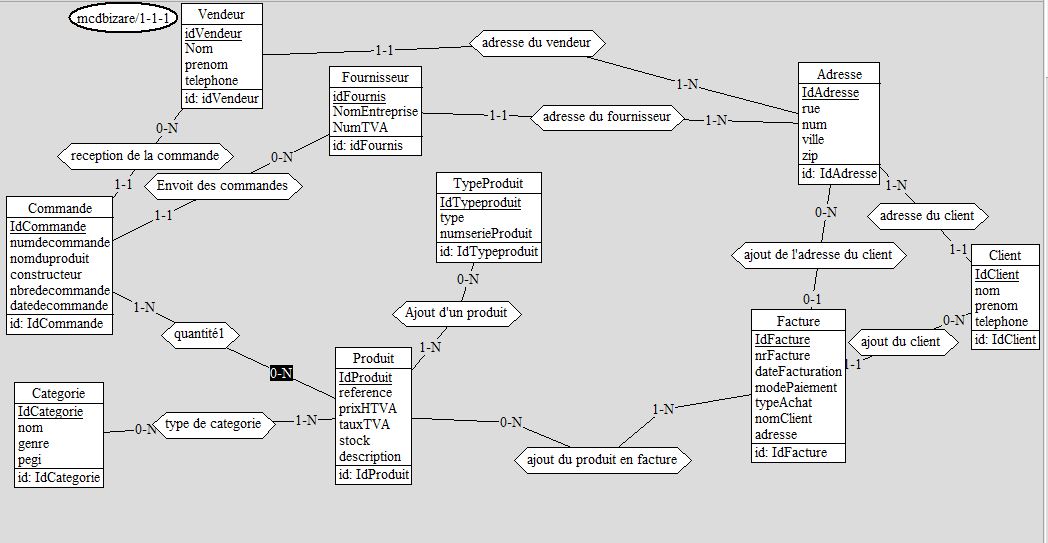 mcdbizare/1-1-1
Vendeur
idVendeur
Nom
prenom
telephone
id: idVendeur
1-1
adresse du vendeur
1-N
Fournisseur
idFournis
NomEntreprise
NumTVA
id: idFournis
1-1
adresse du fournisseur
1-N
Adresse
IdAdresse
rue
num
ville
zip
id: IdAdresse
0-N
reception de la commande
1-1
0-N
Envoit des commandes
1-1
TypeProduit
IdTypeproduit
type
numserieProduit
id: IdTypeproduit
1-N
adresse du client
1-1
0-N
ajout de l'adresse du client
0-1
Commande
IdCommande
numdecommande
nomduproduit
constructeur
nbredecommande
datedecommande
id: IdCommande
Client
IdClient
nom
prenom
telephone
id: IdClient
0-N
Ajout d'un produit
1-N
1-N
quantité1
0-N
Facture
IdFacture
nrFacture
dateFacturation
modePaiement
typeAchat
nomClient
adresse
id: IdFacture
0-N
ajout du client
1-1
Produit
IdProduit
reference
prixHTVA
tauxTVA
stock
description
id: IdProduit
Categorie
IdCategorie
nom
genre
pegi
id: IdCategorie
0-N
type de categorie
1-N
0-N
1-N
ajout du produit en facture